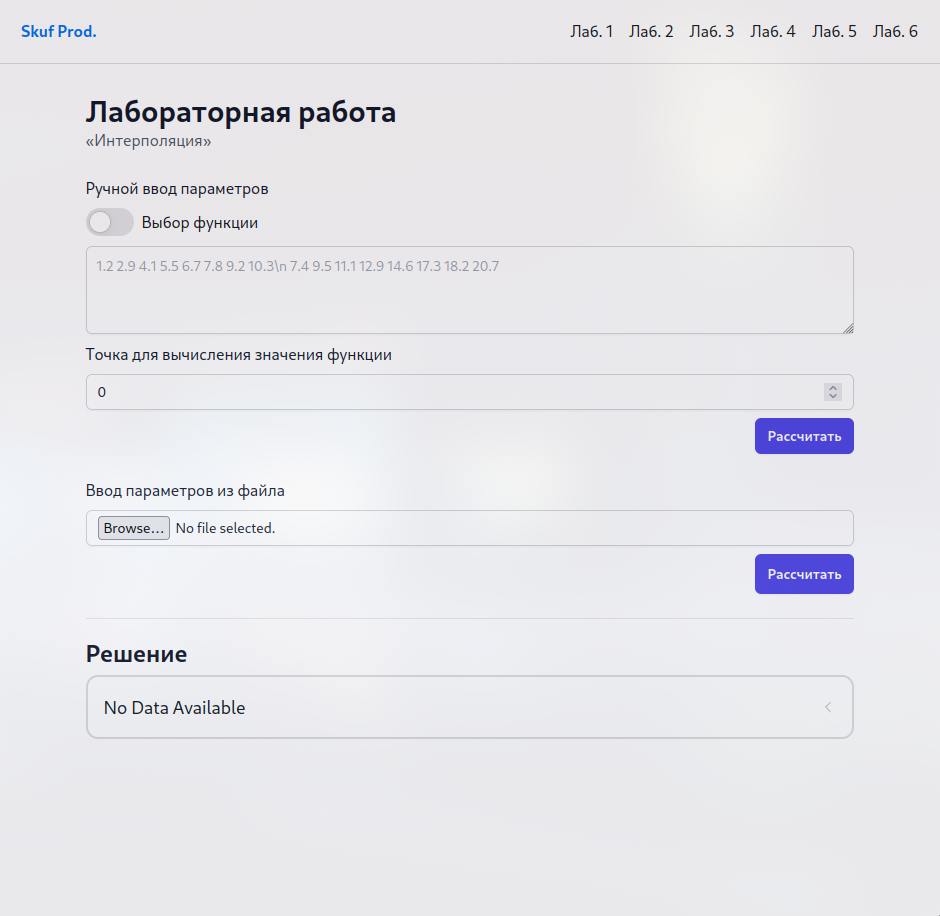 Skuf Prod.
Лаб. 1 Лаб. 2 Лаб. 3 Лаб. 4 Лаб. 5 Лаб. 6
Лабораторная работа
«Интерполяция»
Ручной ввод параметров
Выбор функции
1.2 2.9 4.1 5.5 6.7 7.8 9.2 10.3\n 7.4 9.5 11.1 12.9 14.6 17.3 18.2 20.7
Точка для вычисления значения функции
0
Рассчитать
Ввод параметров из файла
Browse... No file selected.
Рассчитать
Решение
No Data Available